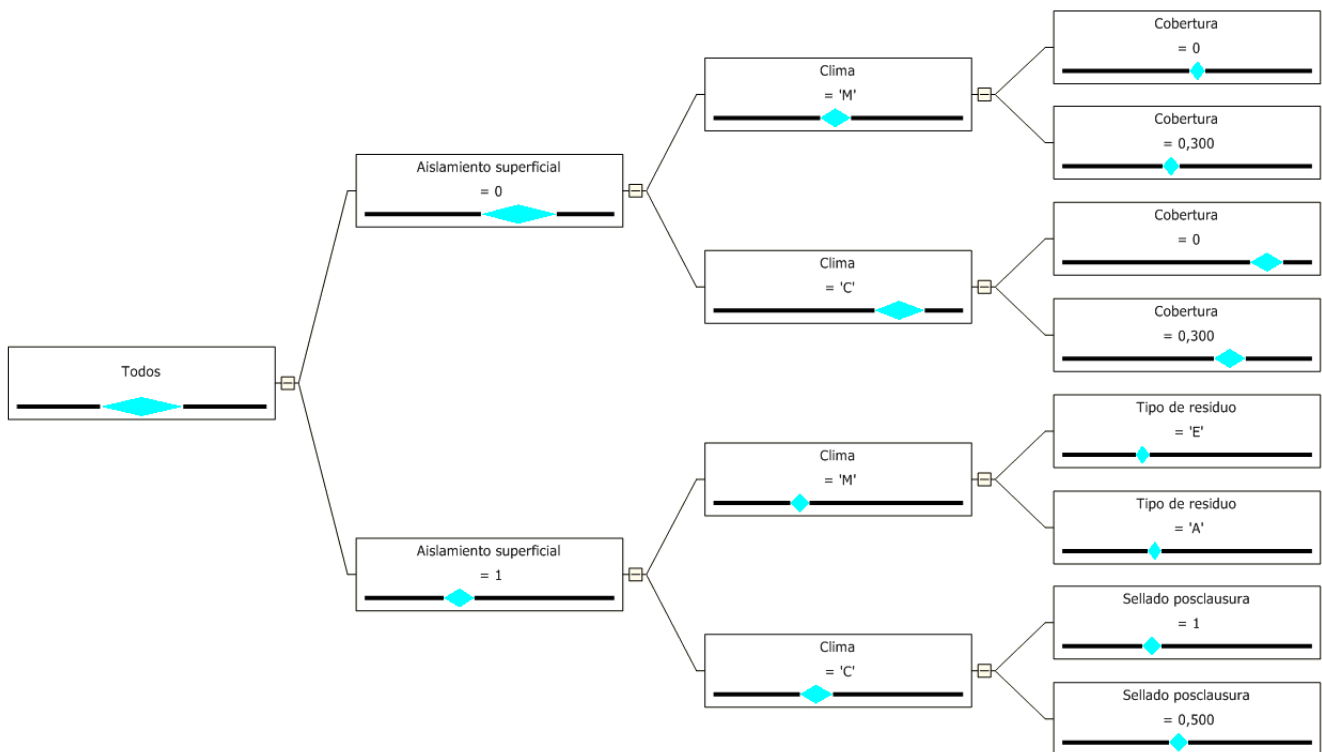 Todos
Aislamiento superficial
= 0
Aislamiento superficial
= 1
Clima
= 'M'
Clima
= 'C'
Clima
= 'M'
Clima
= 'C'
Cobertura
= 0
Cobertura
= 0,300
Cobertura
= 0
Cobertura
= 0,300
Tipo de residuo
= 'E'
Tipo de residuo
= 'A'
Sellado posclausura
= 1
Sellado posclausura
= 0,500